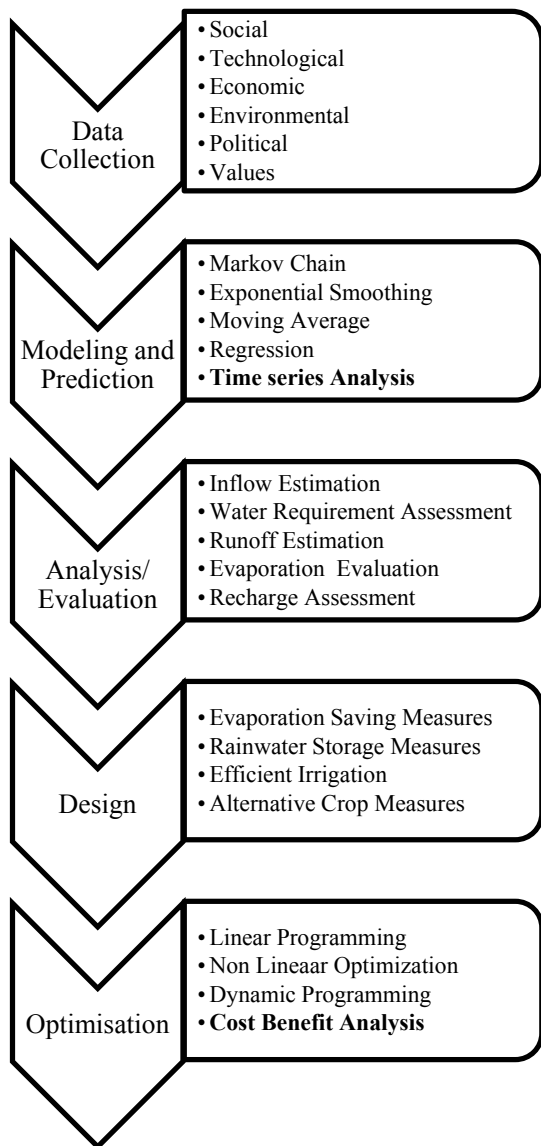 Data
Collection
• Social
• Technological
• Economic
• Environmental
• Political
• Values
Modeling and
Prediction
• Markov Chain
• Exponential Smoothing
• Moving Average
• Regression
• Time series Analysis
Analysis/
Evaluation
• Inflow Estimation
• Water Requirement Assessment
• Runoff Estimation
• Evaporation Evaluation
• Recharge Assessment
Design
• Evaporation Saving Measures
• Rainwater Storage Measures
• Efficient Irrigation
• Alternative Crop Measures
Optimisation
• Linear Programming
• Non Lineaar Optimization
• Dynamic Programming
• Cost Benefit Analysis